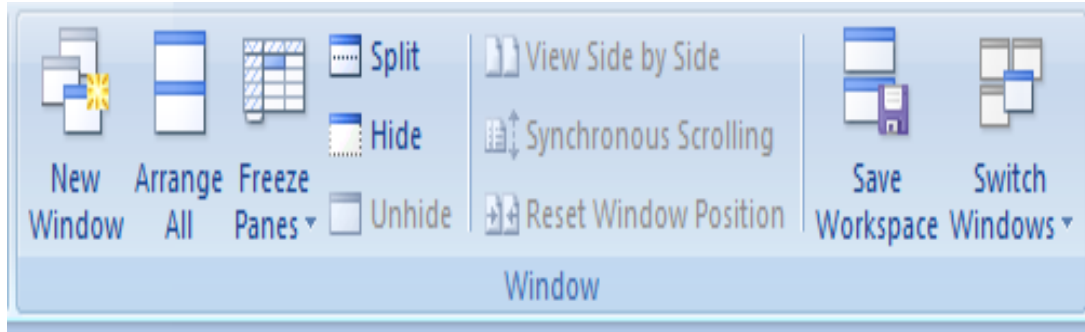 New
Window
Arrange
All
Freeze
Panes
Split
Hide
Unhide
View Side by Side
Synchronous Scrolling
Reset Window Position
Save
Workspace
Switch
Windows
Window